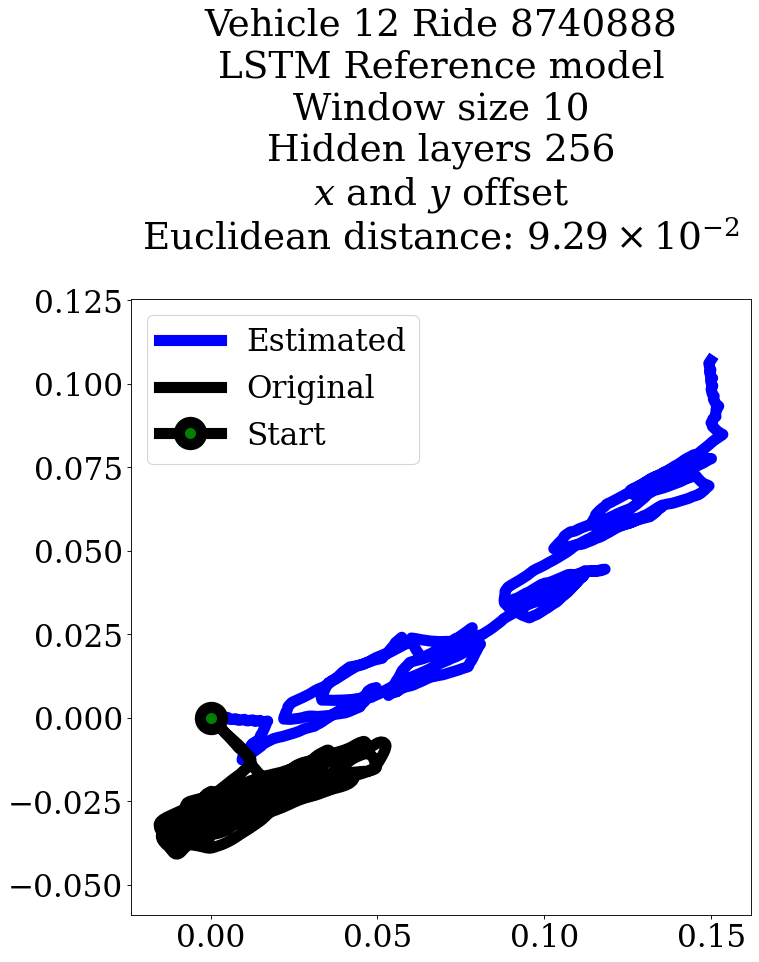 Vehicle 12 Ride 8740888
LSTM Reference model
Window size 10
Hidden layers 256
x and y offset
Euclidean distance: 9.29 × 10⁻²
0.125
0.100
0.075
0.050
0.025
0.000
−0.025
−0.050
Estimated
Original
Start
0.00 0.05 0.10 0.15